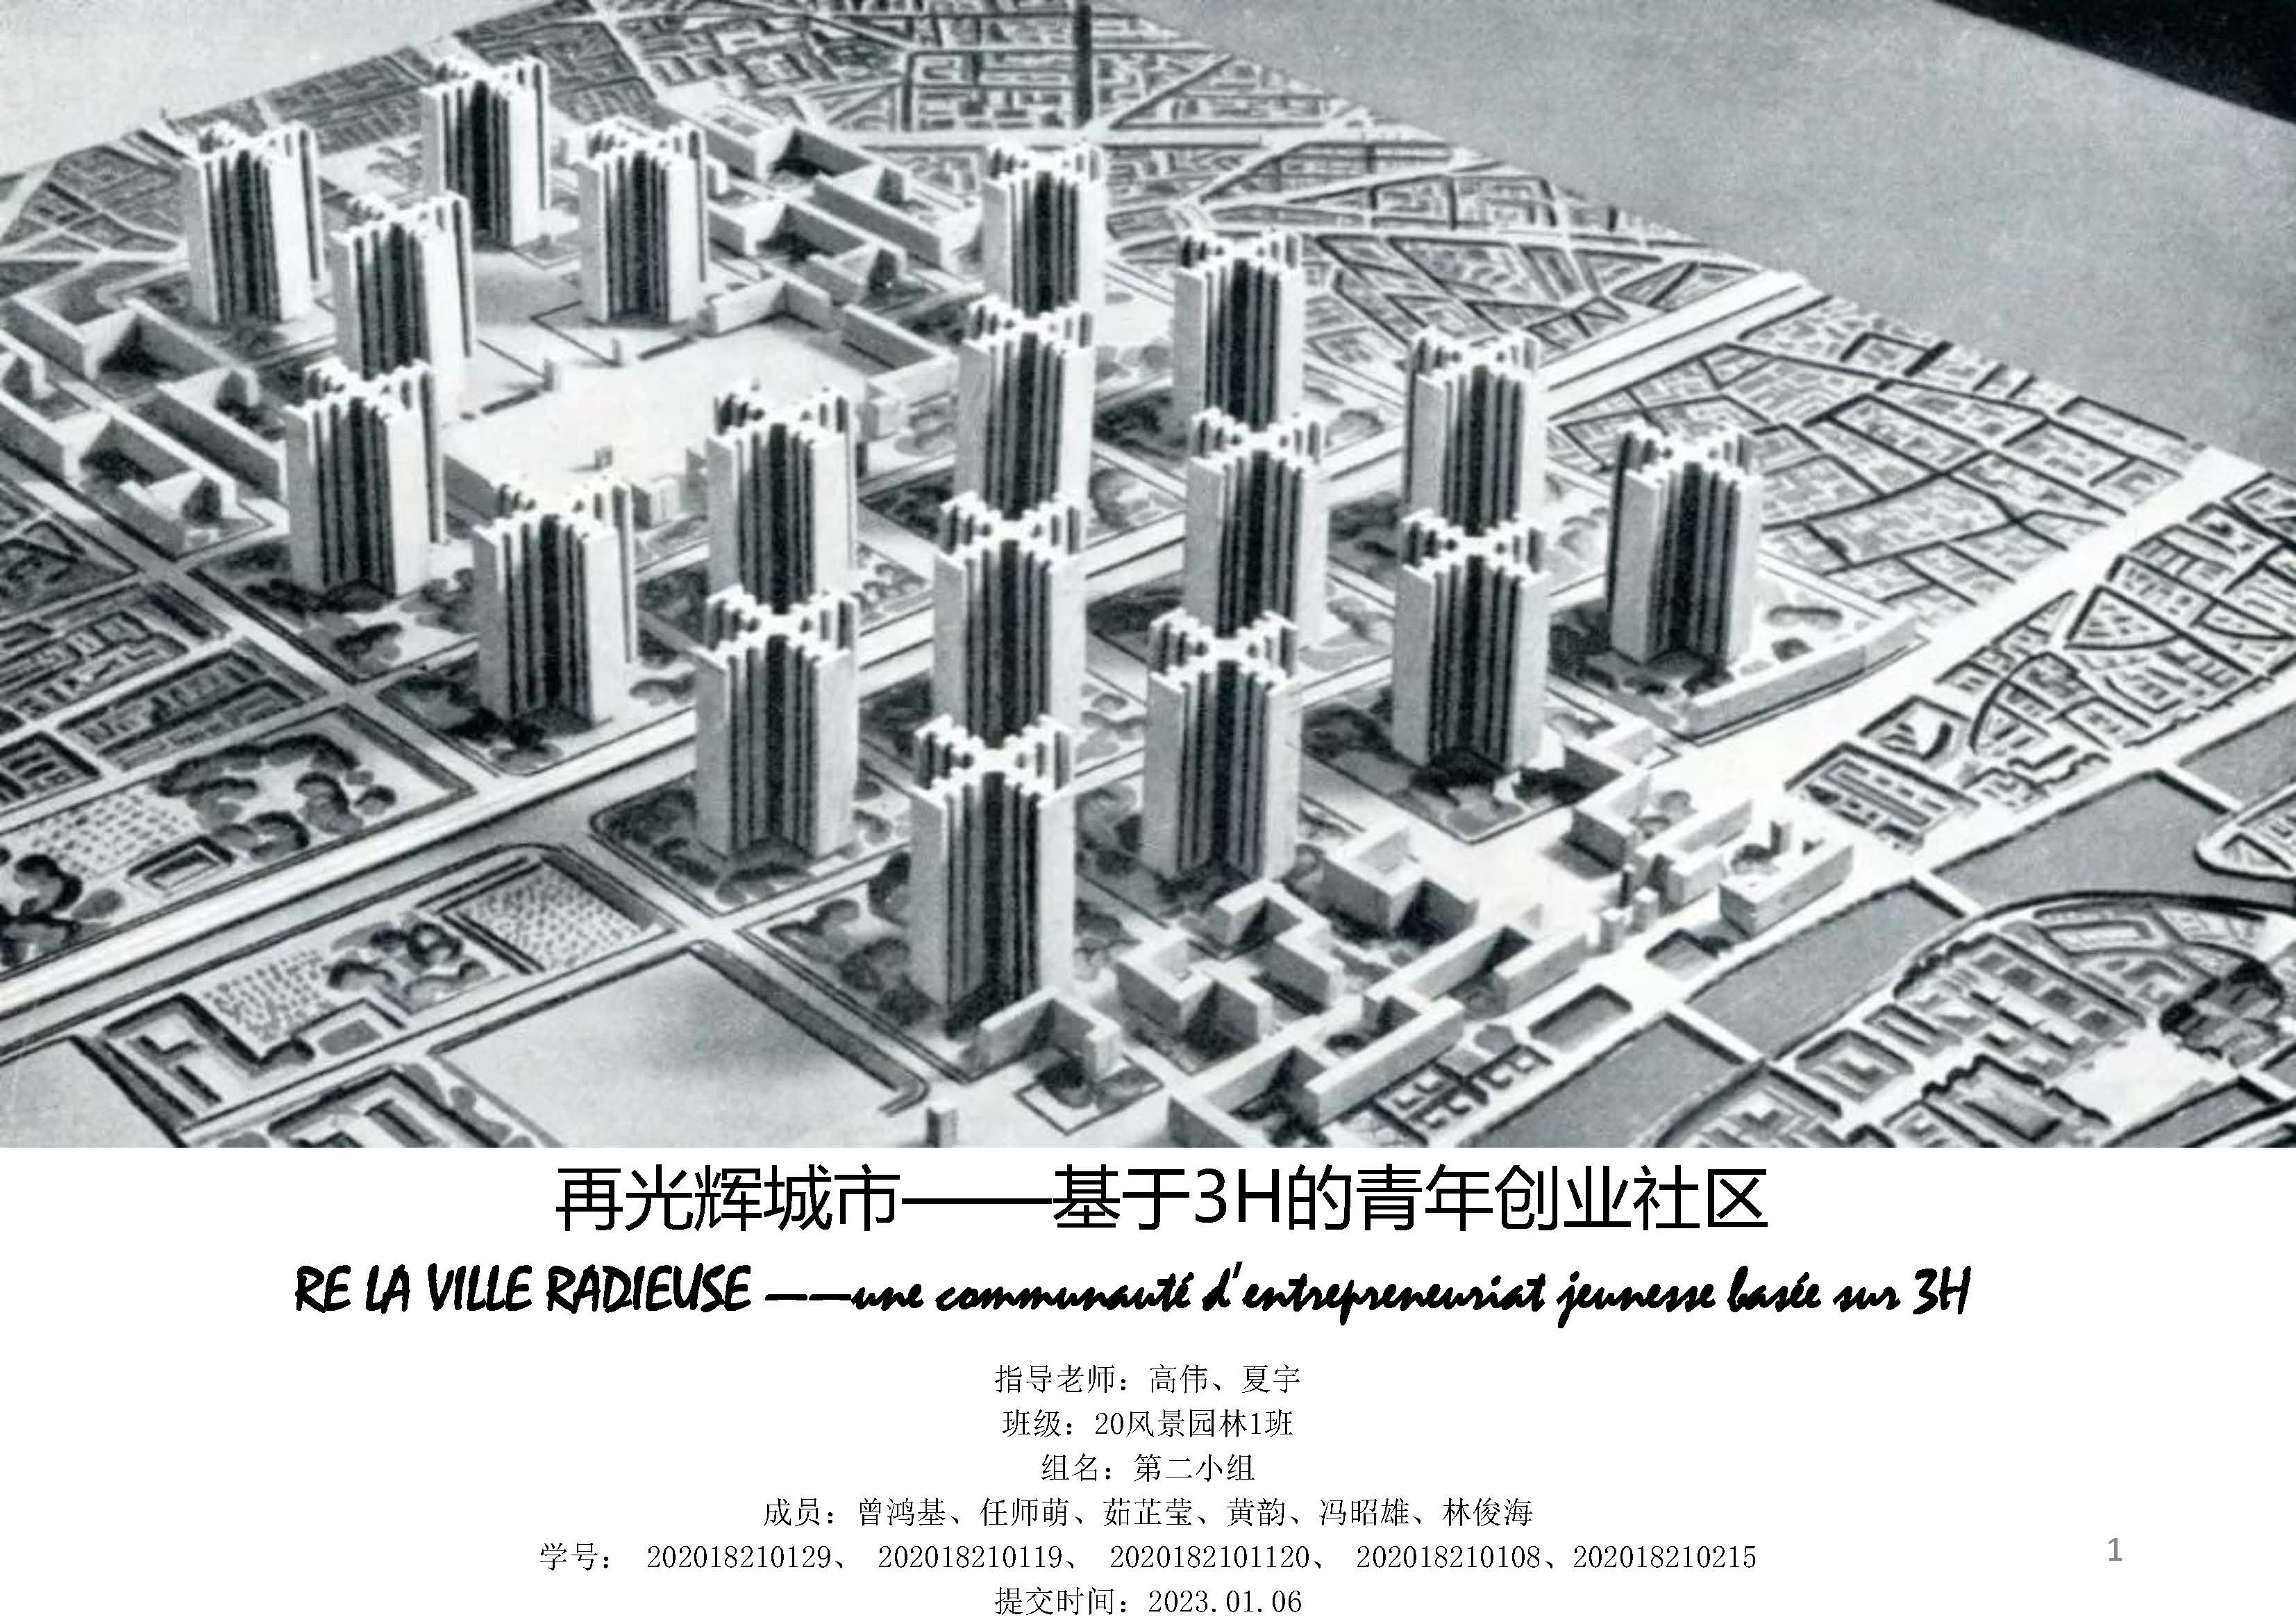 再光辉城市——基于3H的青年创业社区
RE LA VILLE RADIEUSE ——une communauté d'entrepreneuriat jeunesse basée sur 3H
指导老师：高伟、夏宇
班级：20风景园林1班
组名：第二小组
成员：曾鸿基、任师萌、茹芷莹、黄韵、冯昭雄、林俊海
学号： 202018210129、 202018210119、 2020182101120、 202018210108、202018210215
1
提交时间：2023.01.06